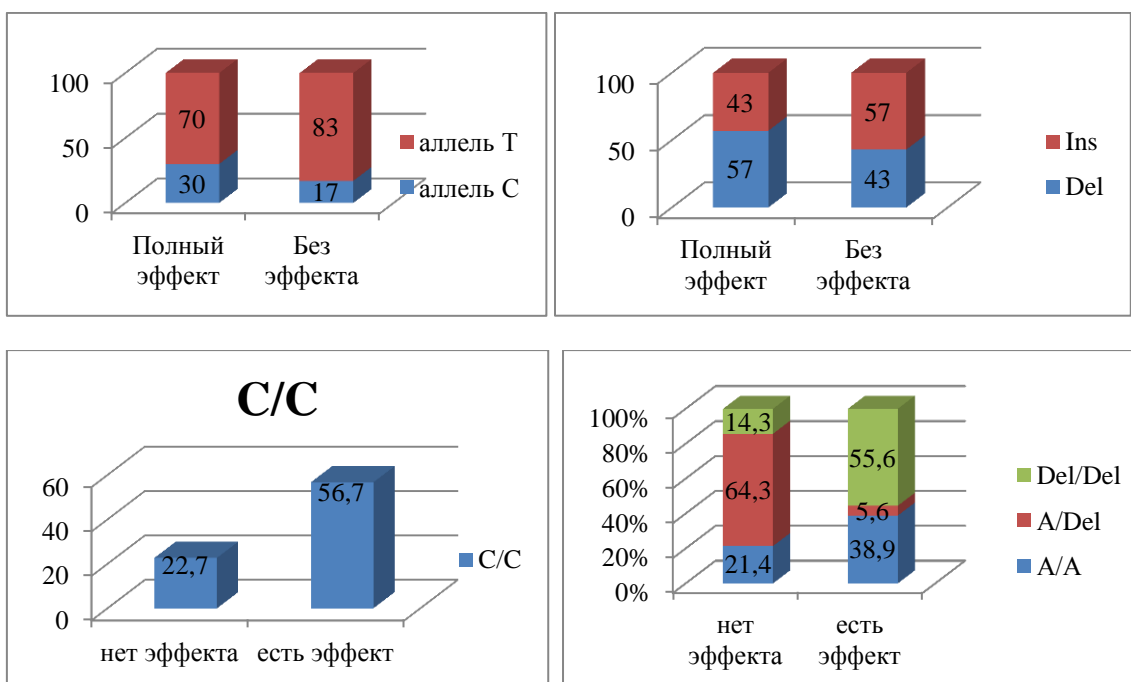 100
50
0
70
30
83
17
аллель Т
аллель С
Полный эффект
Без эффекта
100
50
0
43
57
57
43
Ins
Del
Полный эффект
Без эффекта
С/С
60
40
20
0
22,7
56,7
С/С
нет эффекта
есть эффект
100%
80%
60%
40%
20%
0%
14,3
64,3
21,4
55,6
5,6
38,9
Del/Del
A/Del
A/A
нет эффекта
есть эффект